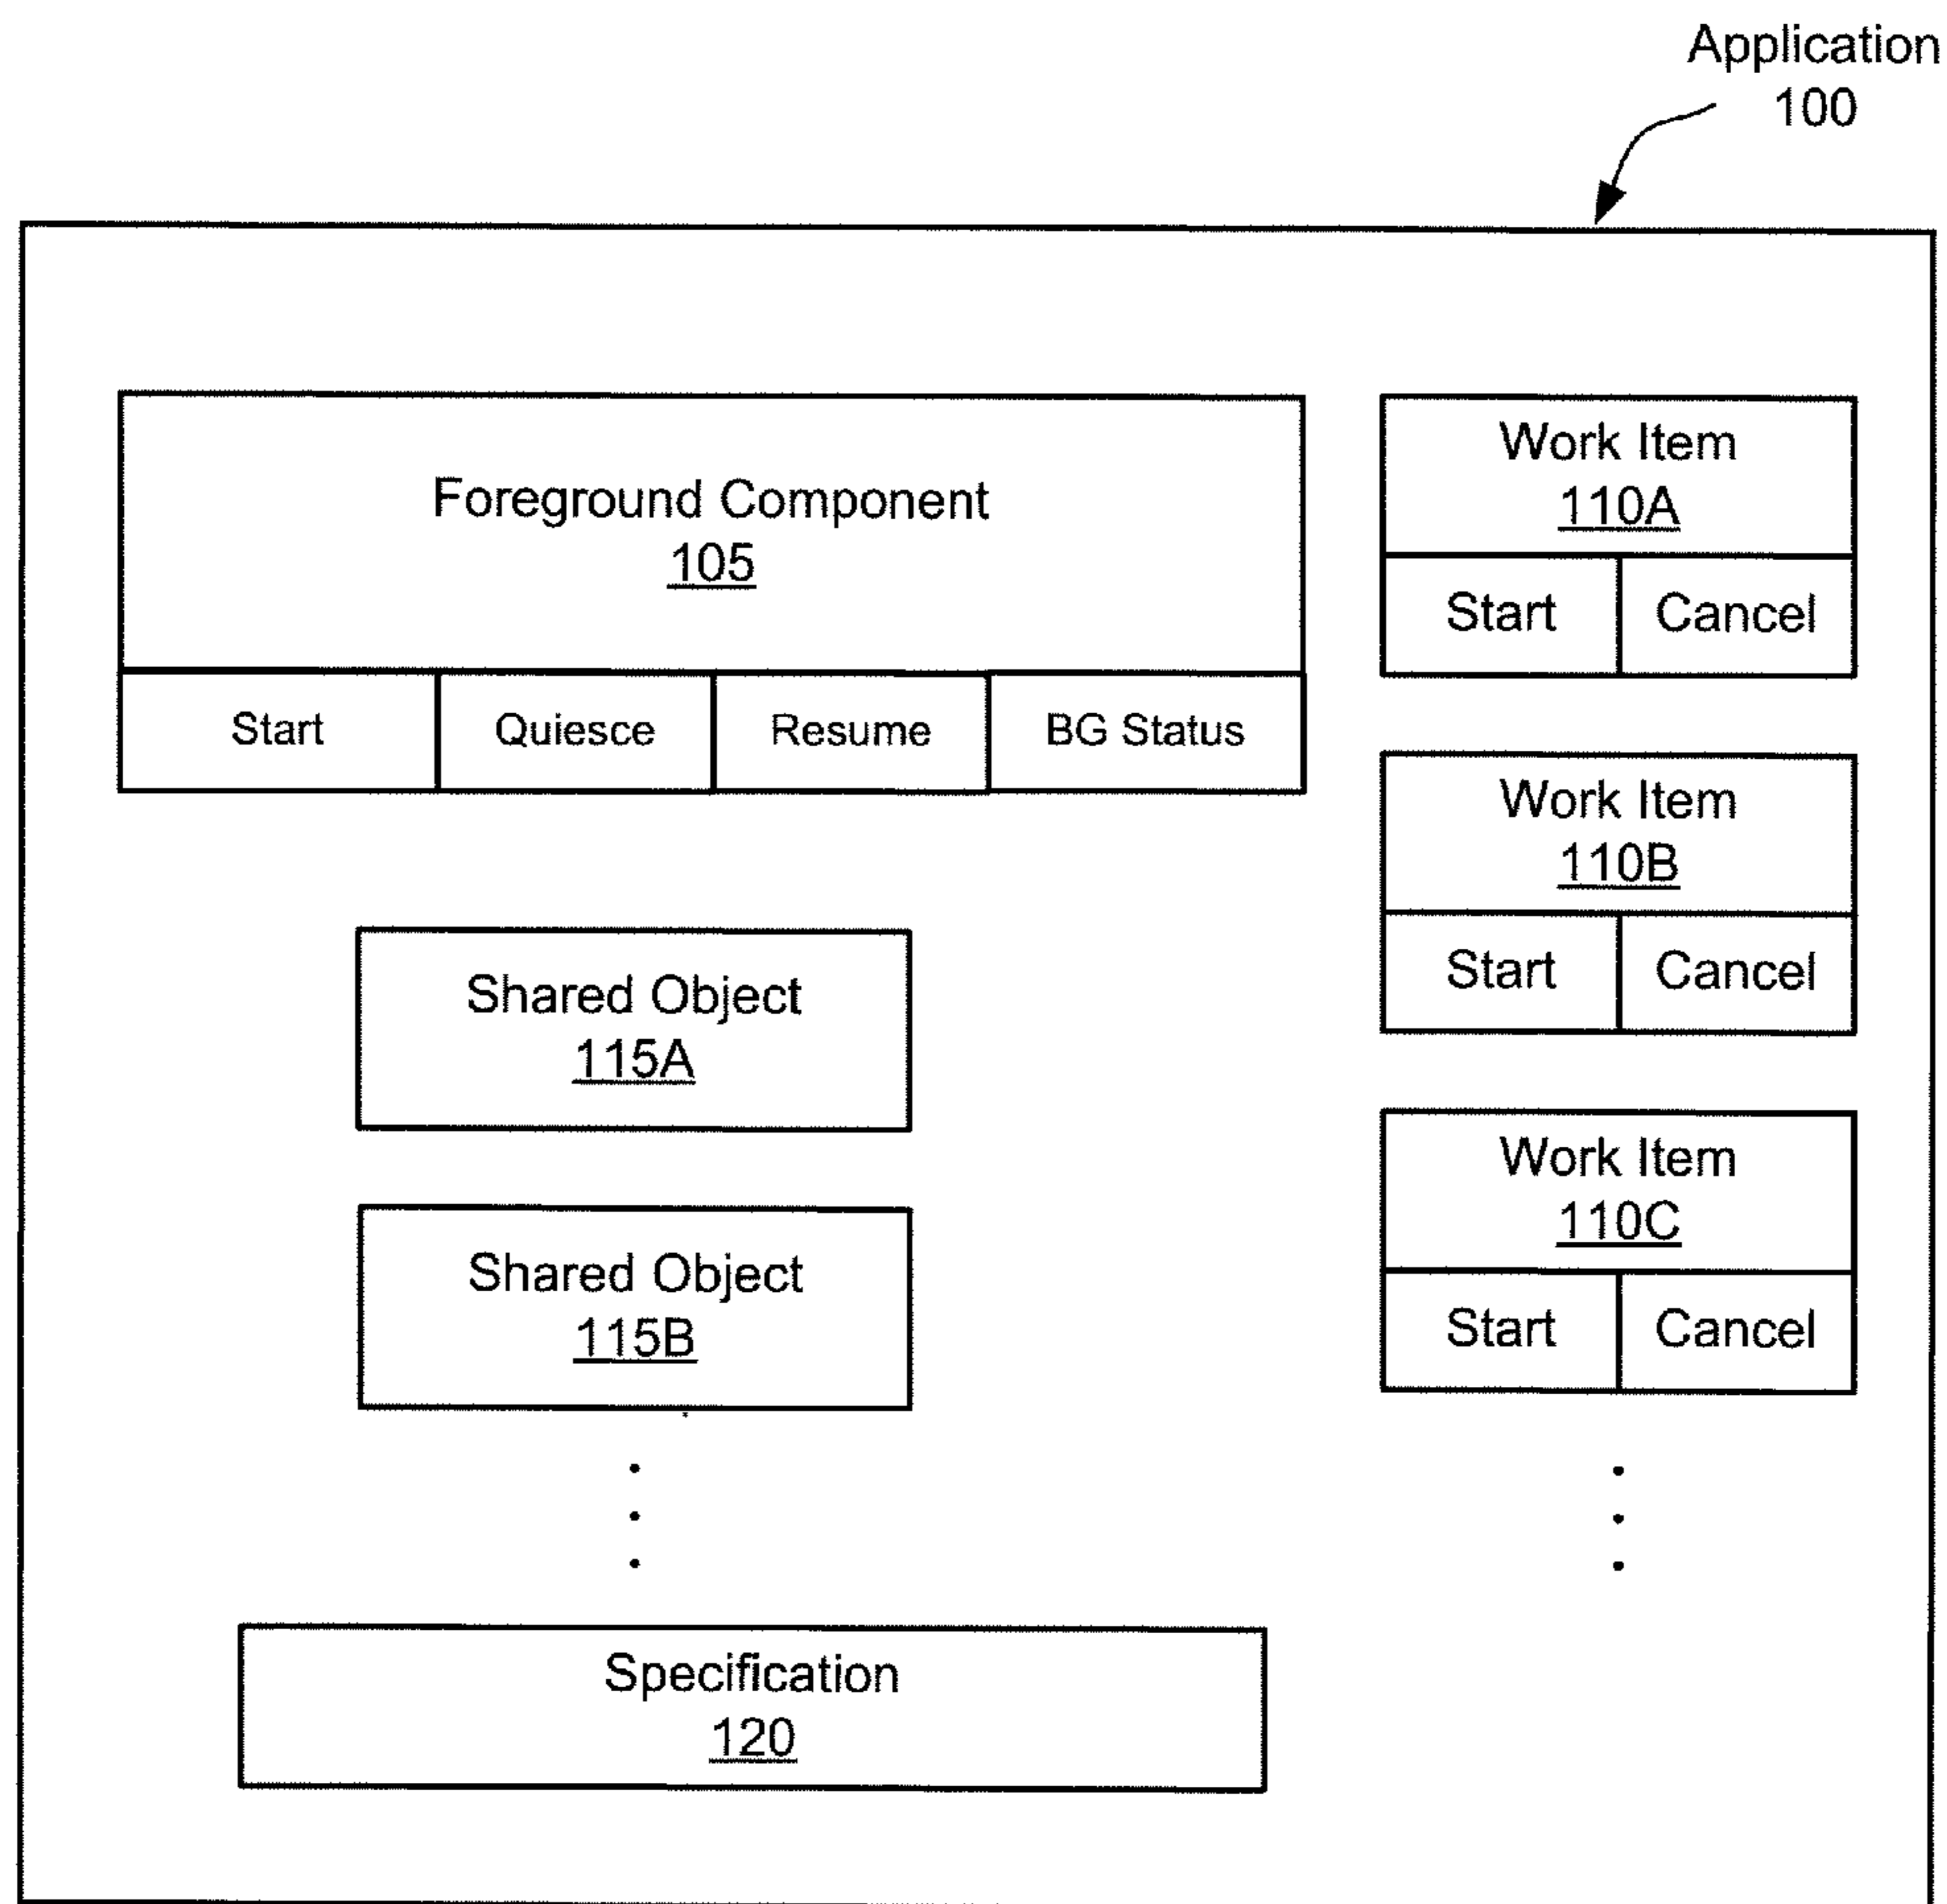 Application
100
Foreground Component
105
Start Quiesce Resume BG Status
Work Item
110A
Start Cancel
Work Item
110B
Start Cancel
Work Item
110C
Start Cancel
Shared Object
115A
Shared Object
115B
Specification
120